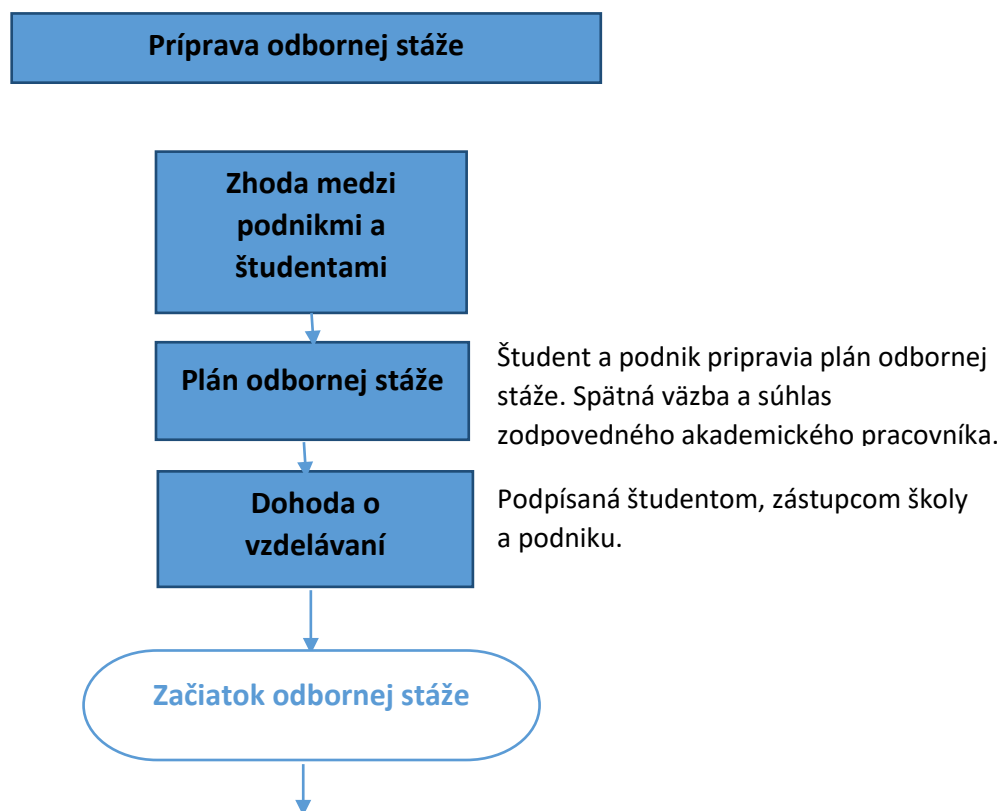 Príprava odbornej stáže
Zhoda medzi
podnikmi a
študentami
Plán odbornej stáže
Študent a podnik pripravia plán odbornej
stáže. Spätná väzba a súhlas
zodpovedného akademického pracovníka.
Dohoda o
vzdelávaní
Podpísaná študentom, zástupcom školy
a podniku.
Začiatok odbornej stáže